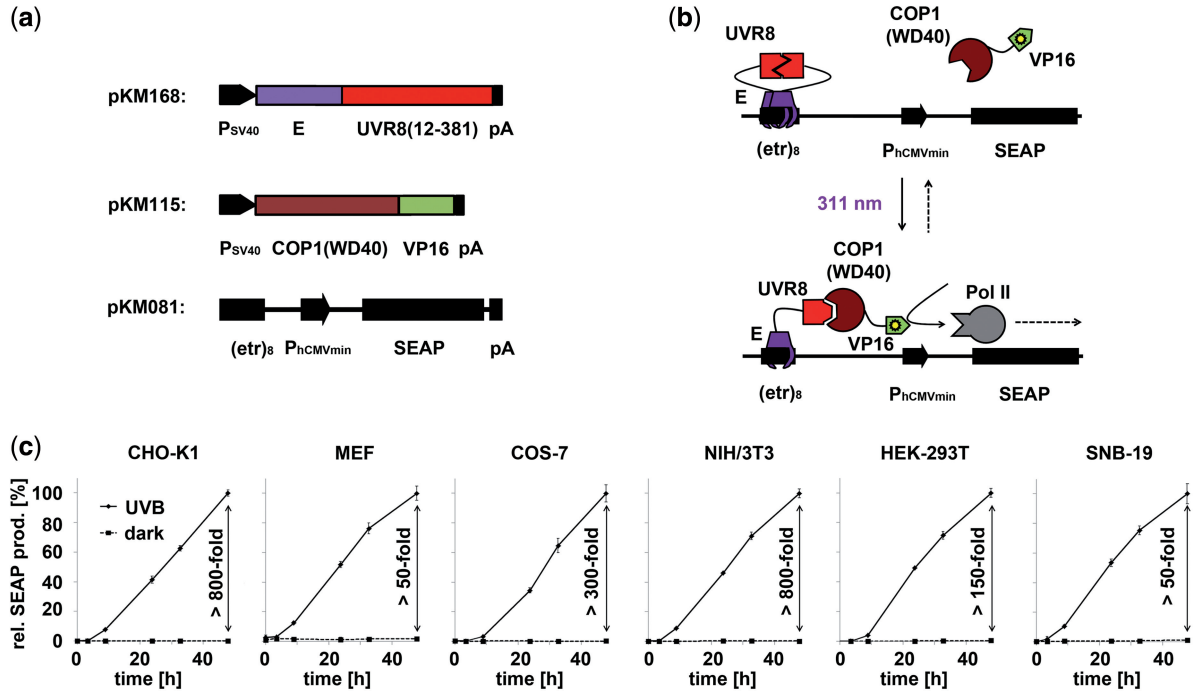 (a)
pKM168:
PSV40 E UVR8(12-381) pA
pKM115:
PSV40 COP1(WD40) VP16 pA
pKM081:
(etr)8 PhCMVmin SEAP pA
(b)
UVR8
COP1
(WD40)
VP16
E
(etr)8 PhCMVmin SEAP
311 nm
COP1
(WD40)
UVR8
Pol II
E
VP16
(etr)8 PhCMVmin SEAP
(c)
CHO-K1 MEF COS-7 NIH/3T3 HEK-293T SNB-19
rel. SEAP prod. [%]
100
80
60
40
20
0
UVB
dark
> 800-fold
> 50-fold
> 300-fold
> 800-fold
> 150-fold
> 50-fold
0 20 40 0 20 40 0 20 40 0 20 40 0 20 40 0 20 40
time [h] time [h] time [h] time [h] time [h] time [h]